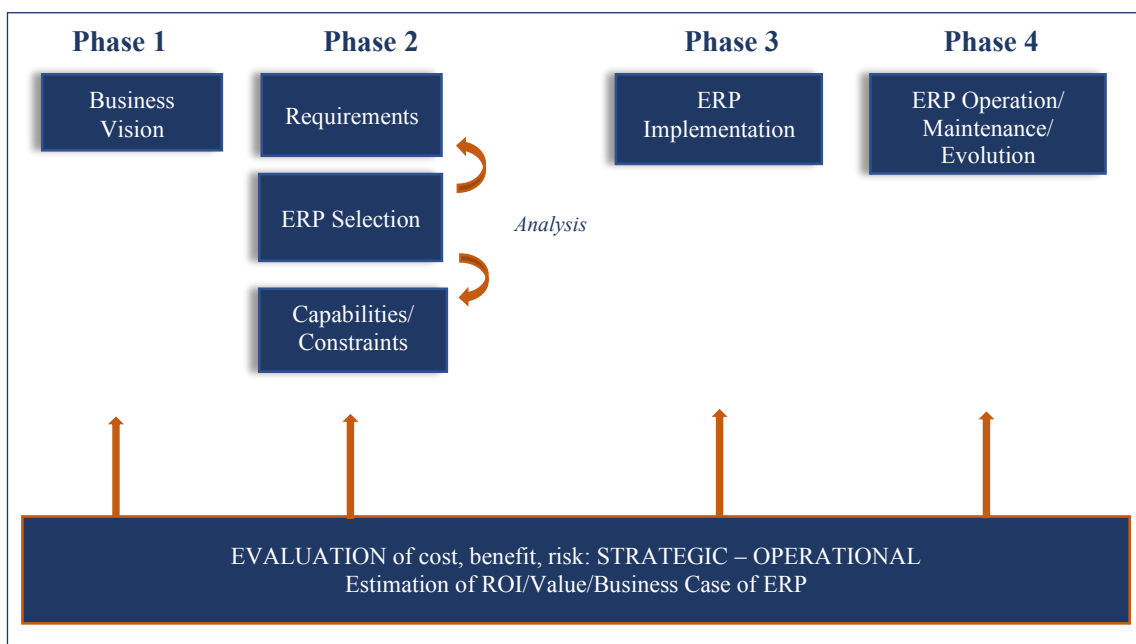 Phase 1
Phase 2
Phase 3
Phase 4
Business
Vision
Requirements
ERP Selection
Capabilities/
Constraints
Analysis
ERP
Implementation
ERP Operation/
Maintenance/
Evolution
EVALUATION of cost, benefit, risk: STRATEGIC – OPERATIONAL
Estimation of ROI/Value/Business Case of ERP